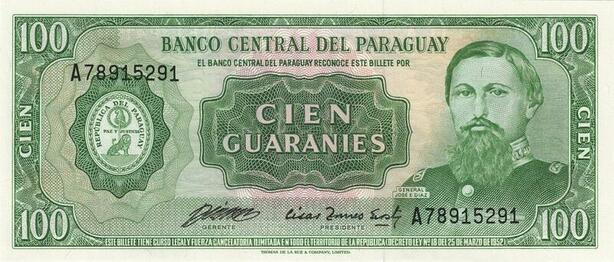 100 BANCO CENTRAL DEL PARAGUAY 100
EL BANCO CENTRAL DEL PARAGUAY RECONOCE ESTE BILLETE POR
A78915291
REPÚBLICA DEL PARAGUAY
PAZ Y JUSTICIA
CIEN
CIEN
GUARANIES
CIEN
GENERAL
JOSE E. DIAZ
A78915291
GERENTE PRESIDENTE
100 100
ESTE BILLETE TIENE CURSO LEGAL Y FUERZA CANCELATORIA ILIMITADA EN TODO EL TERRITORIO DE LA REPUBLICA (DECRETO LEY Nº 18 DEL 25 DE MARZO DE 1952)
THOMAS DE LA RUE & COMPANY, LIMITED.